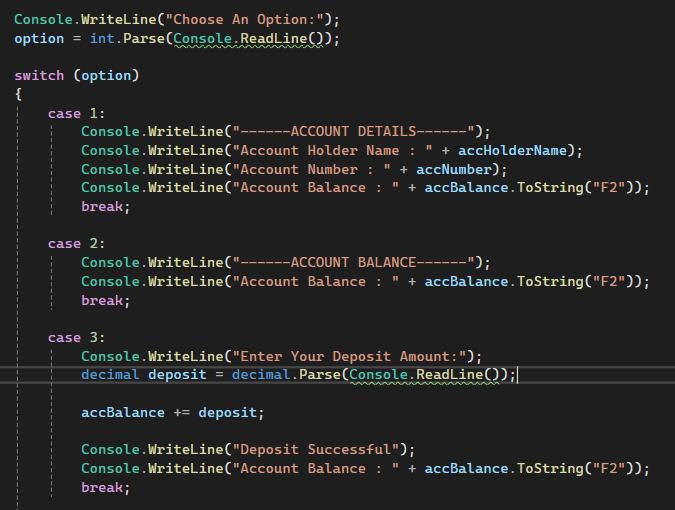 Console.WriteLine("Choose An Option:");
option = int.Parse(Console.ReadLine());
switch (option)
{
case 1:
Console.WriteLine("------ACCOUNT DETAILS------");
Console.WriteLine("Account Holder Name : " + accHolderName);
Console.WriteLine("Account Number : " + accNumber);
Console.WriteLine("Account Balance : " + accBalance.ToString("F2"));
break;
case 2:
Console.WriteLine("------ACCOUNT BALANCE------");
Console.WriteLine("Account Balance : " + accBalance.ToString("F2"));
break;
case 3:
Console.WriteLine("Enter Your Deposit Amount:");
decimal deposit = decimal.Parse(Console.ReadLine());
accBalance += deposit;
Console.WriteLine("Deposit Successful");
Console.WriteLine("Account Balance : " + accBalance.ToString("F2"));
break;